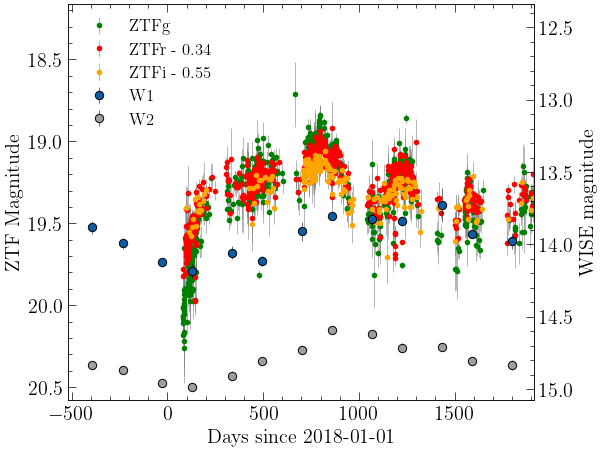 ZTFg
ZTFr - 0.34
ZTFi - 0.55
W1
W2
18.5
19.0
19.5
20.0
20.5
ZTF Magnitude
12.5
13.0
13.5
14.0
14.5
15.0
WISE magnitude
−500
0
500
1000
1500
Days since 2018-01-01